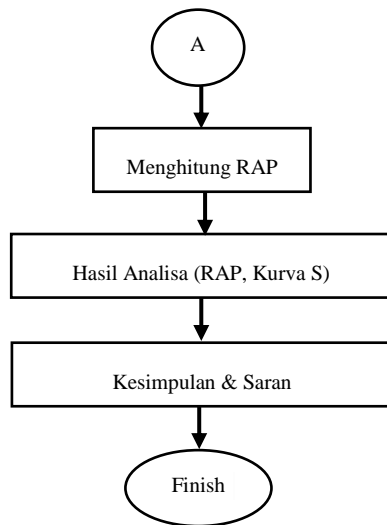 A
Menghitung RAP
Hasil Analisa (RAP, Kurva S)
Kesimpulan & Saran
Finish